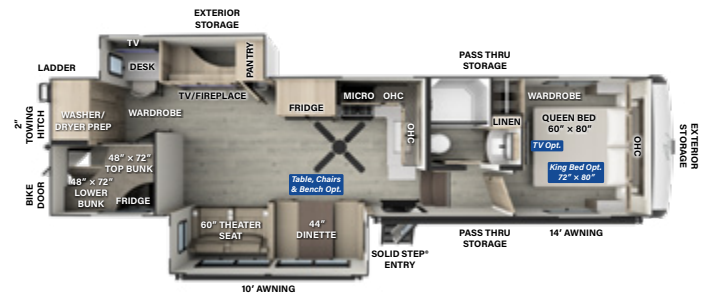 EXTERIOR
STORAGE
TV
DESK
PANTRY
LADDER
TV/FIREPLACE
WARDROBE
WASHER/
DRYER PREP
2"
TOWING
HITCH
48" × 72"
TOP BUNK
48" × 72"
LOWER
BUNK
FRIDGE
BIKE
DOOR
FRIDGE
MICRO
OHC
OHC
Table, Chairs
& Bench Opt.
60" THEATER
SEAT
44"
DINETTE
10' AWNING
SOLID STEP®
ENTRY
PASS THRU
STORAGE
LINEN
WARDROBE
QUEEN BED
60" × 80"
TV Opt.
King Bed Opt.
72" × 80"
OHC
EXTERIOR
STORAGE
PASS THRU
STORAGE
14' AWNING